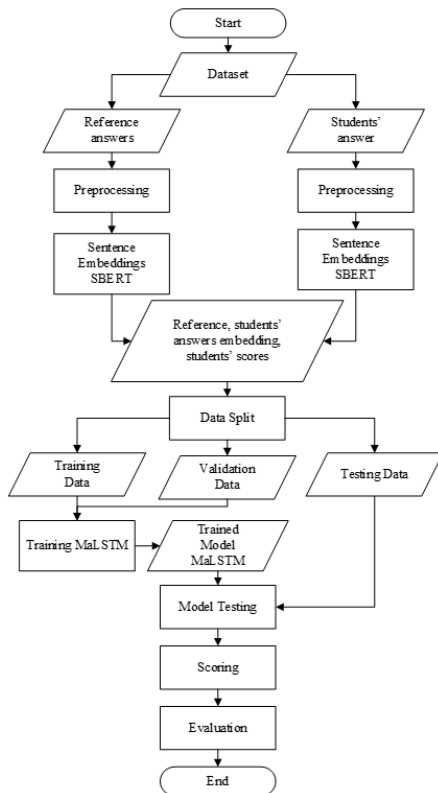 Start
Dataset
Reference
answers
Students'
answer
Preprocessing
Preprocessing
Sentence
Embeddings
SBERT
Sentence
Embeddings
SBERT
Reference, students'
answers embedding,
students' scores
Data Split
Training
Data
Validation
Data
Testing Data
Training MaLSTM
Trained
Model
MaLSTM
Model Testing
Scoring
Evaluation
End